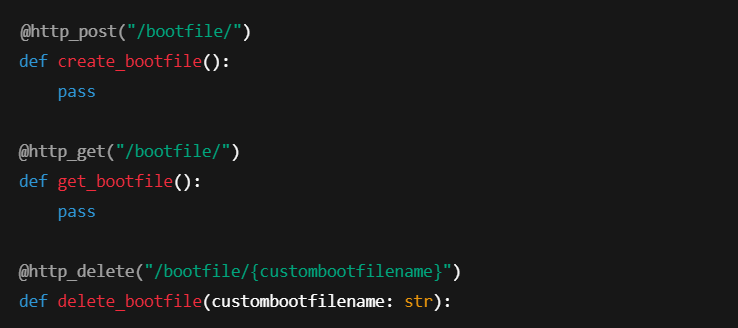 @http_post("/bootfile/")
def create_bootfile():
    pass
@http_get("/bootfile/")
def get_bootfile():
    pass
@http_delete("/bootfile/{custombootfilename}")
def delete_bootfile(custombootfilename: str):